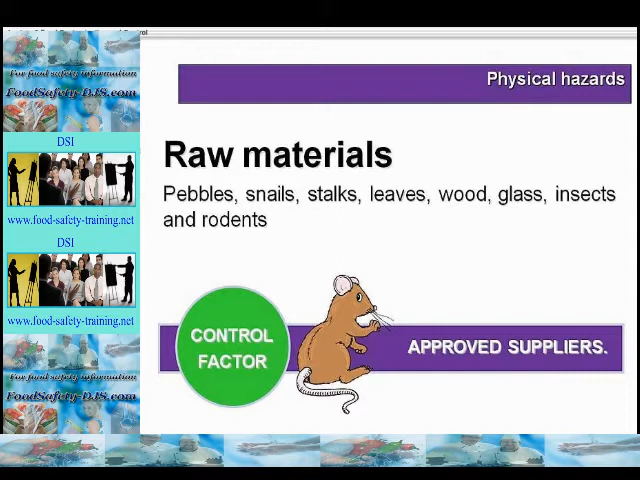 rol
For food safety information
FoodSafety-DJS.com
DSI
www.food-safety-training.net
DSI
www.food-safety-training.net
For food safety information
FoodSafety-DJS.com
Physical hazards
Raw materials
Pebbles, snails, stalks, leaves, wood, glass, insects
and rodents
CONTROL
FACTOR
APPROVED SUPPLIERS.